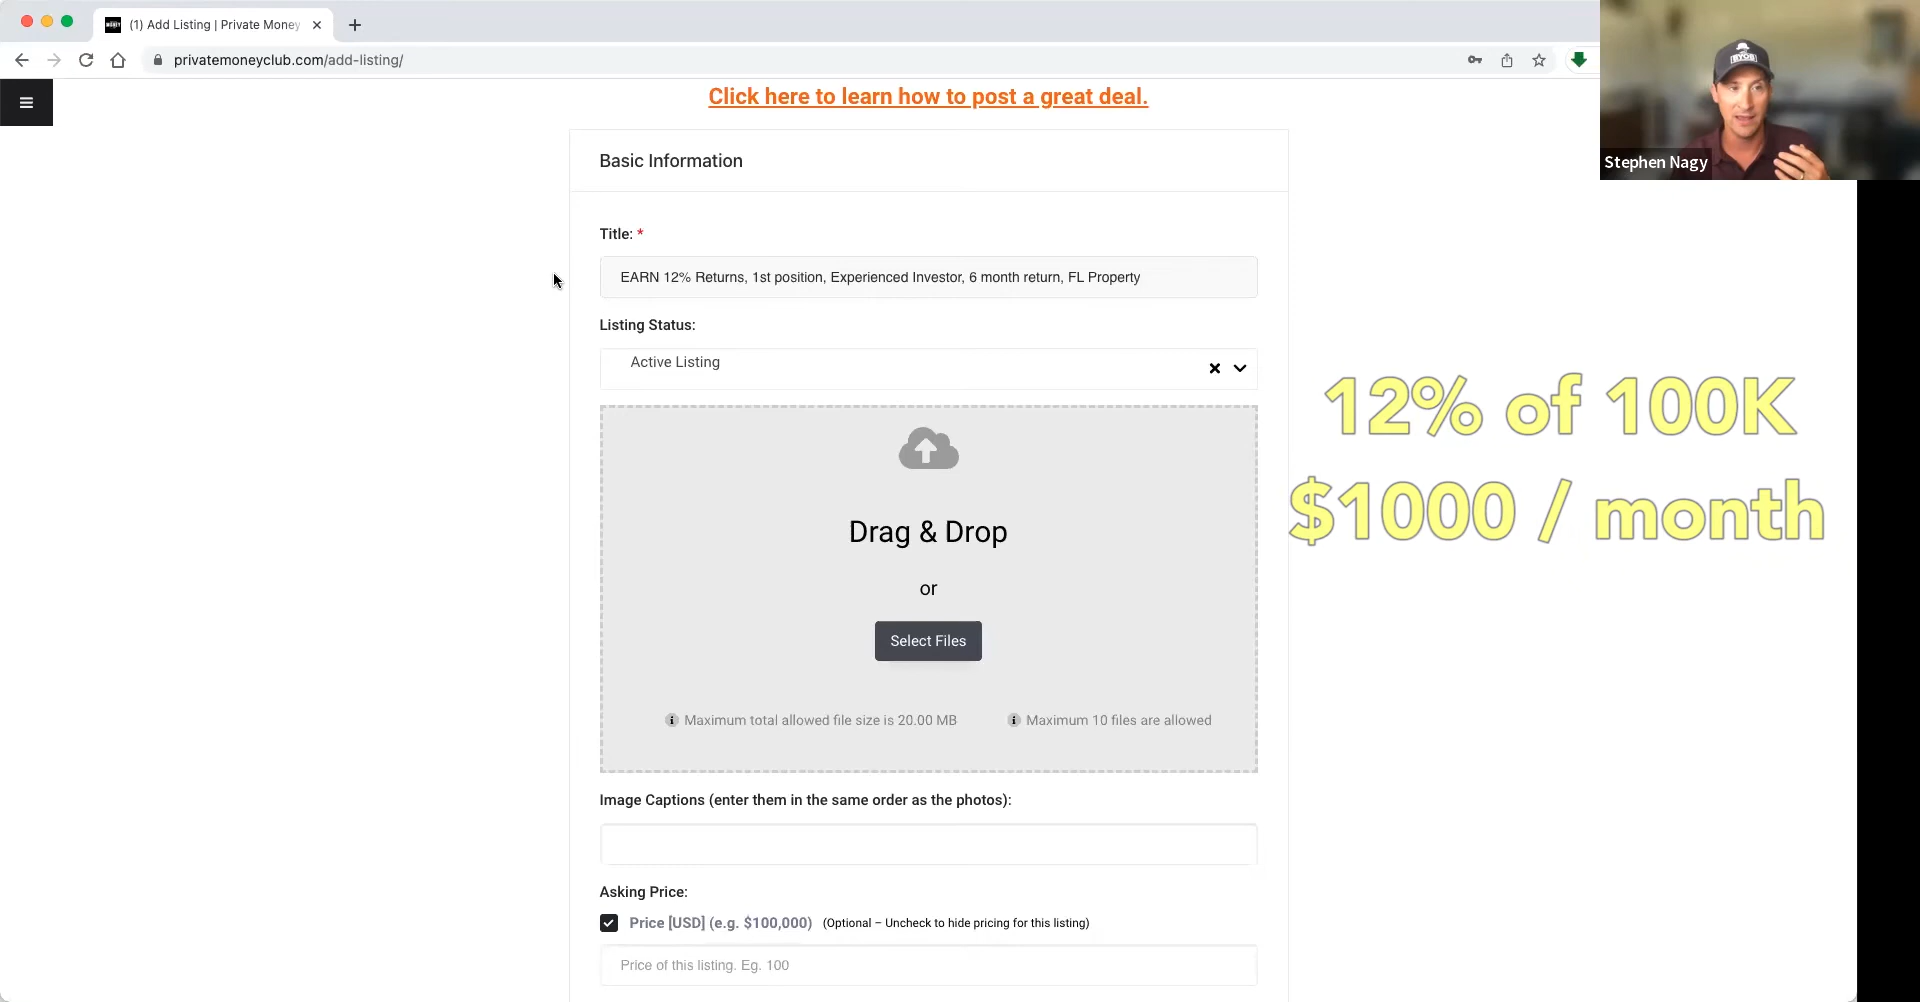 (1) Add Listing | Private Money
privatemoneyclub.com/add-listing/
Click here to learn how to post a great deal.
Stephen Nagy
Basic Information
Title: *
EARN 12% Returns, 1st position, Experienced Investor, 6 month return, FL Property
Listing Status:
Active Listing
12% of 100K
$1000 / month
Drag & Drop
or
Select Files
Maximum total allowed file size is 20.00 MB
Maximum 10 files are allowed
Image Captions (enter them in the same order as the photos):
Asking Price:
Price [USD] (e.g. $100,000) (Optional – Uncheck to hide pricing for this listing)
Price of this listing. Eg. 100